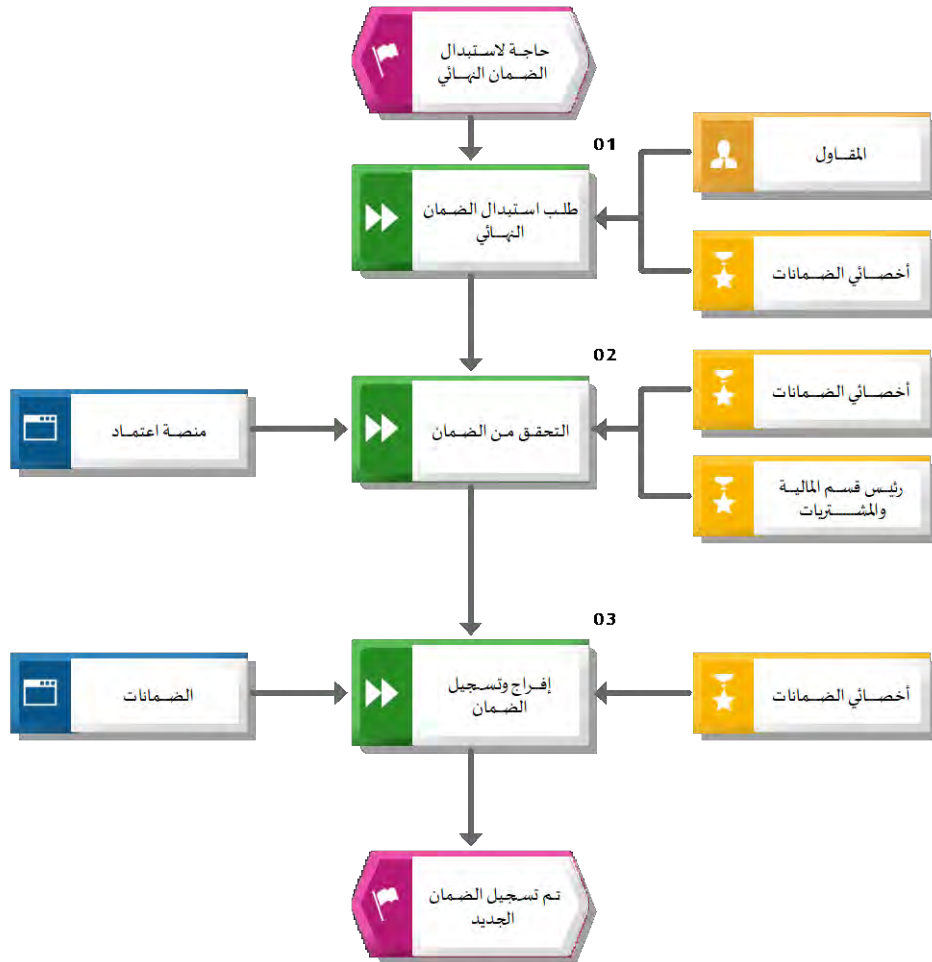 حاجة لاستبدال
الضمان النهائي
01
المقاول
طلب استبدال الضمان
النهائي
أخصائي الضمانات
02
أخصائي الضمانات
التحقق من الضمان
منصة اعتماد
رئيس قسم المالية
والمشتريات
03
أخصائي الضمانات
إفراج وتسجيل
الضمان
الضمانات
تم تسجيل الضمان
الجديد